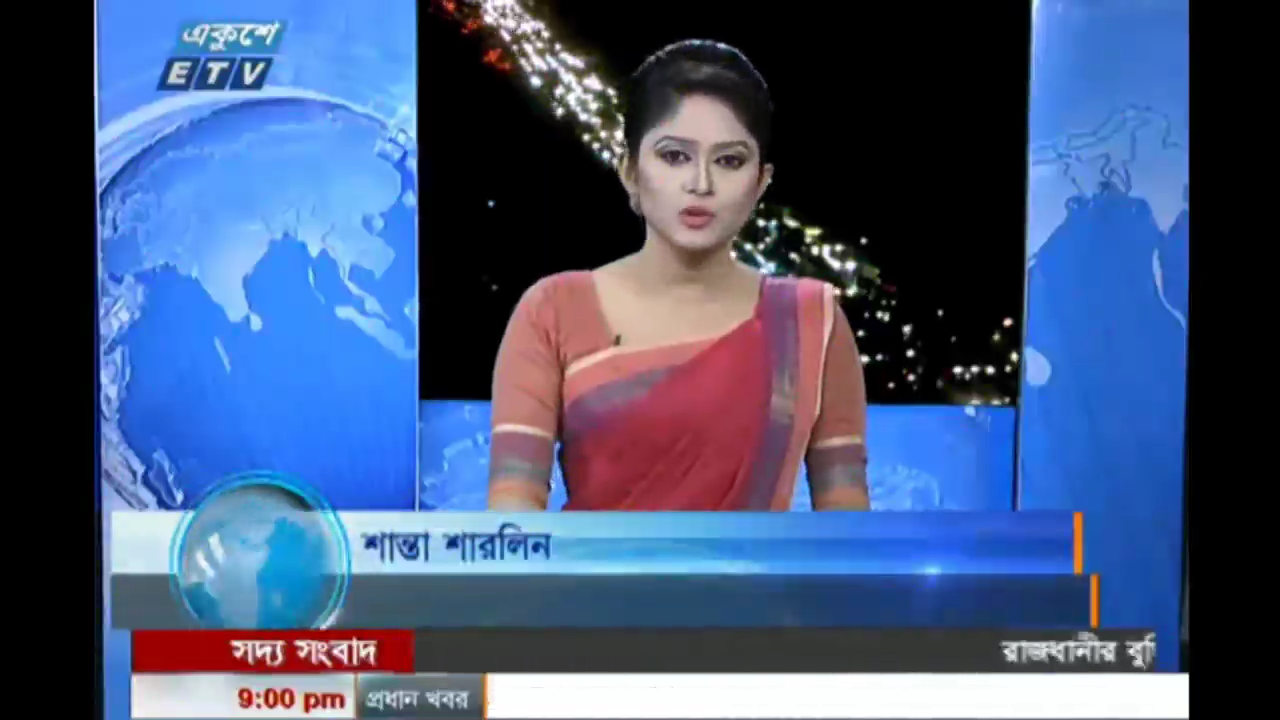 একুশে
ETV
শান্তা শারলিন
সদ্য সংবাদ
রাজধানীর
9:00 pm
প্রধান খবর